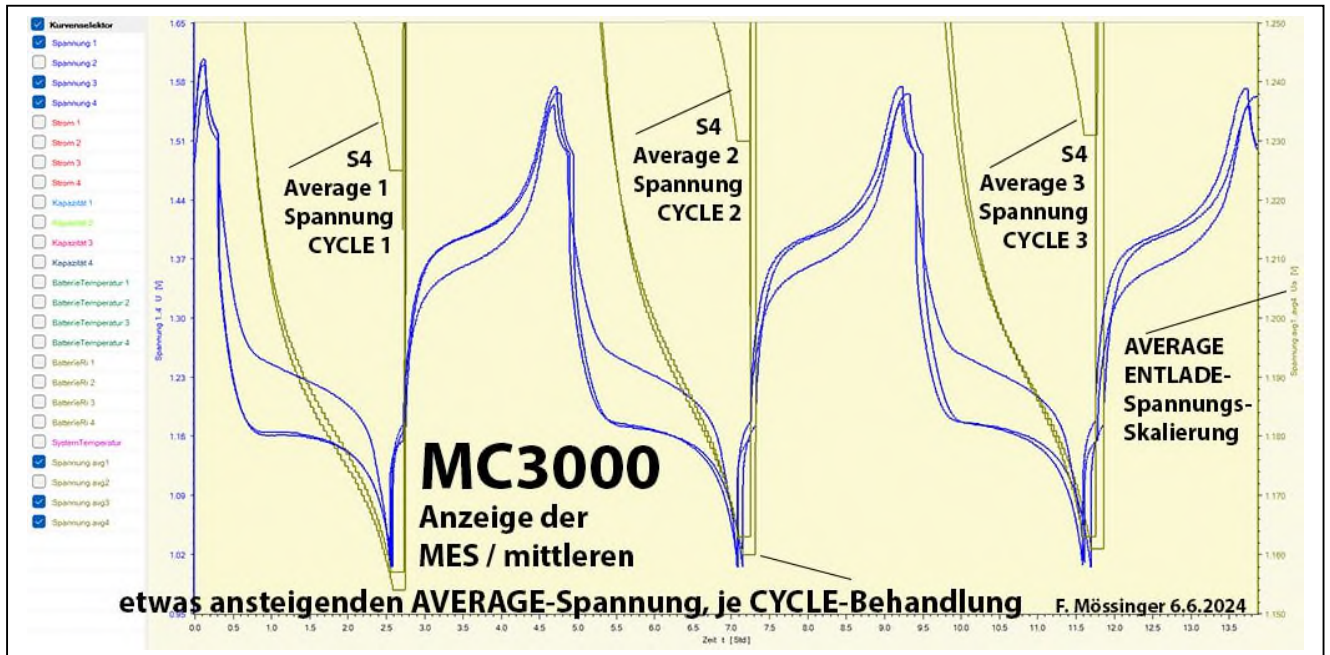 Kurvenselektor
Spannung 1
Spannung 2
Spannung 3
Spannung 4
Strom 1
Strom 2
Strom 3
Strom 4
Kapazität 1
Kapazität 2
Kapazität 3
Kapazität 4
BatterieTemperatur 1
BatterieTemperatur 2
BatterieTemperatur 3
BatterieTemperatur 4
BatterieRi 1
BatterieRi 2
BatterieRi 3
BatterieRi 4
SystemTemperatur
Spannung avg1
Spannung avg2
Spannung avg3
Spannung avg4
1.65
1.58
1.51
1.44
1.37
1.30
1.23
1.16
1.09
1.02
0.95
Spannung 1..4 U [V]
S4
Average 1
Spannung
CYCLE 1
S4
Average 2
Spannung
CYCLE 2
S4
Average 3
Spannung
CYCLE 3
AVERAGE
ENTLADE-
Spannungs-
Skalierung
MC3000
Anzeige der
MES / mittleren
etwas ansteigenden AVERAGE-Spannung, je CYCLE-Behandlung
F. Mössinger 6.6.2024
1.250
1.240
1.230
1.220
1.210
1.200
1.190
1.180
1.170
1.160
1.150
Spannung avg1..avg4 Ua [V]
0.0 0.5 1.0 1.5 2.0 2.5 3.0 3.5 4.0 4.5 5.0 5.5 6.0 6.5 7.0 7.5 8.0 8.5 9.0 9.5 10.0 10.5 11.0 11.5 12.0 12.5 13.0 13.5
Zeit t [Std]